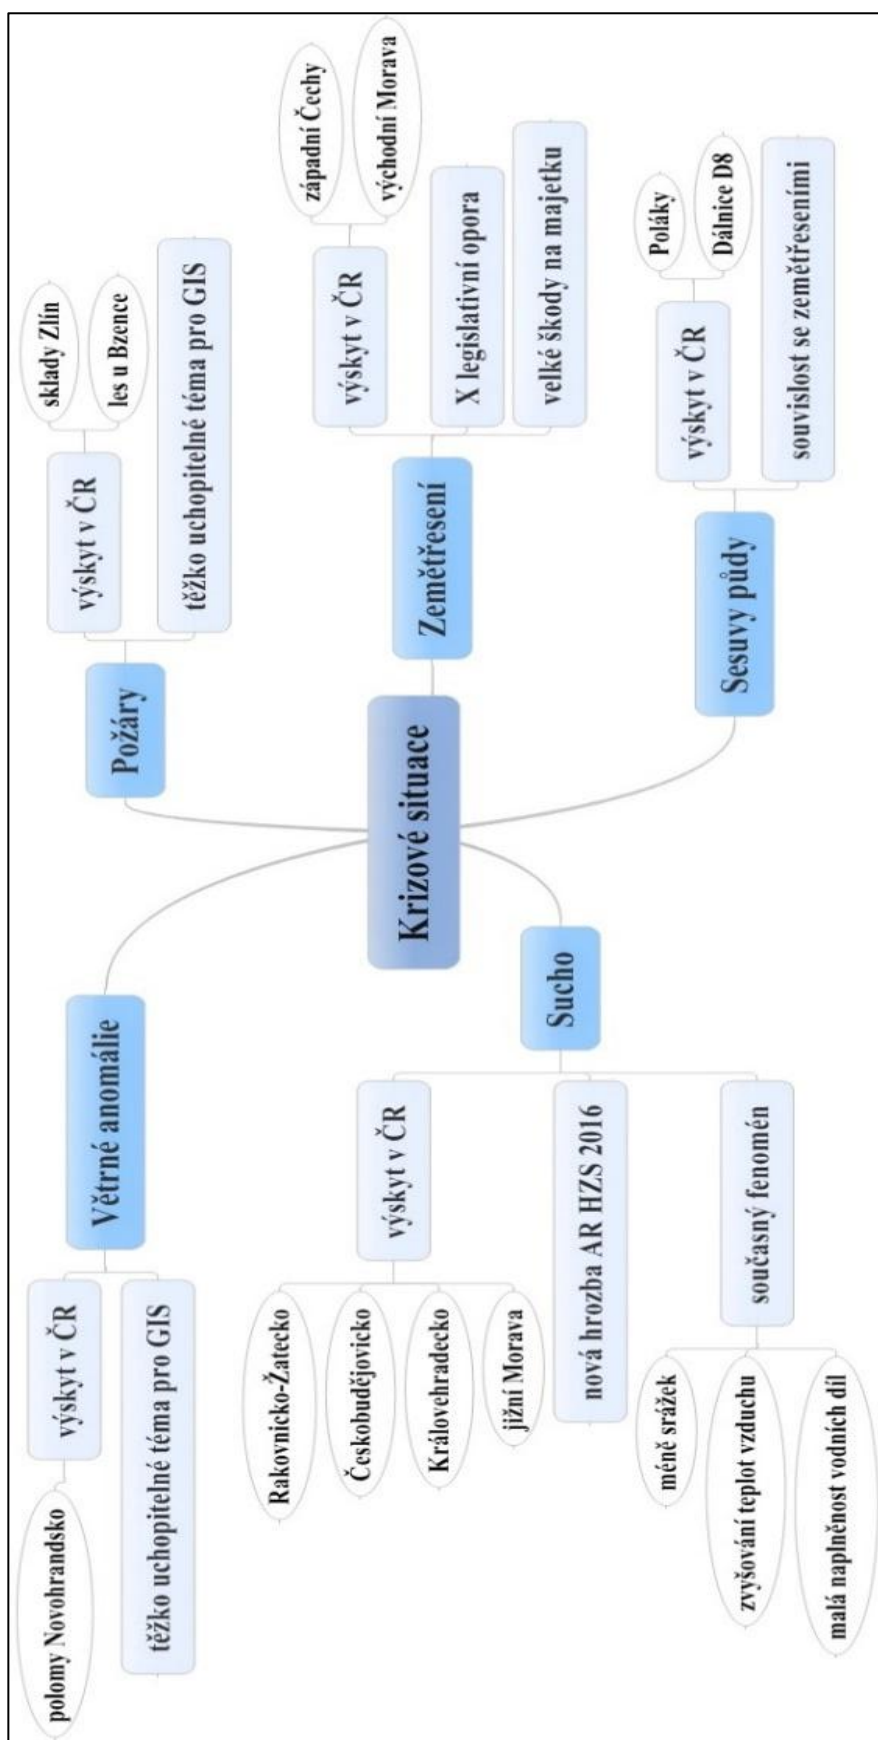 Krizové situace
Větrné anomálie
výskyt v ČR
polomy Novohrandsko
těžko uchopitelné téma pro GIS
Požáry
výskyt v ČR
sklady Zlín
les u Bzence
těžko uchopitelné téma pro GIS
Zemětřesení
výskyt v ČR
západní Čechy
východní Morava
X legislativní opora
velké škody na majetku
Sucho
výskyt v ČR
Rakovnicko-Žatecko
Českobudějovicko
Královehradecko
jižní Morava
nová hrozba AR HZS 2016
současný fenomén
méně srážek
zvyšování teplot vzduchu
malá naplněnost vodních děl
Sesuvy půdy
výskyt v ČR
Poláky
Dálnice D8
souvislost se zemětřeseními